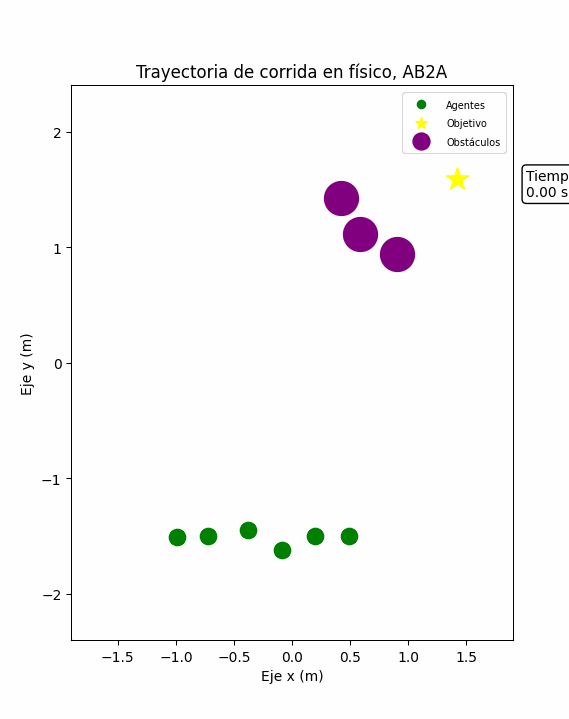 Trayectoria de corrida en físico, AB2A
Agentes
Objetivo
Obstáculos
Tiemp
0.00 s
2
1
0
−1
−2
Eje y (m)
−1.5
−1.0
−0.5
0.0
0.5
1.0
1.5
Eje x (m)